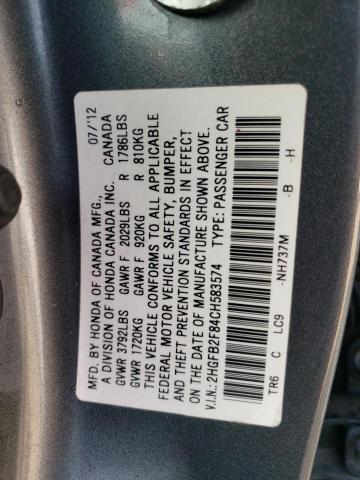 MFD. BY HONDA OF CANADA MFG., 07/'12
A DIVISION OF HONDA CANADA INC. CANADA
GVWR 3792LBS GAWR F 2029LBS R 1786LBS
GVWR 1720KG GAWR F 920KG R 810KG
THIS VEHICLE CONFORMS TO ALL APPLICABLE
FEDERAL MOTOR VEHICLE SAFETY, BUMPER,
AND THEFT PREVENTION STANDARDS IN EFFECT
ON THE DATE OF MANUFACTURE SHOWN ABOVE.
V.I.N.: 2HGFB2F84CH583574 TYPE: PASSENGER CAR
TR6 C LC9 -NH737M -B -H